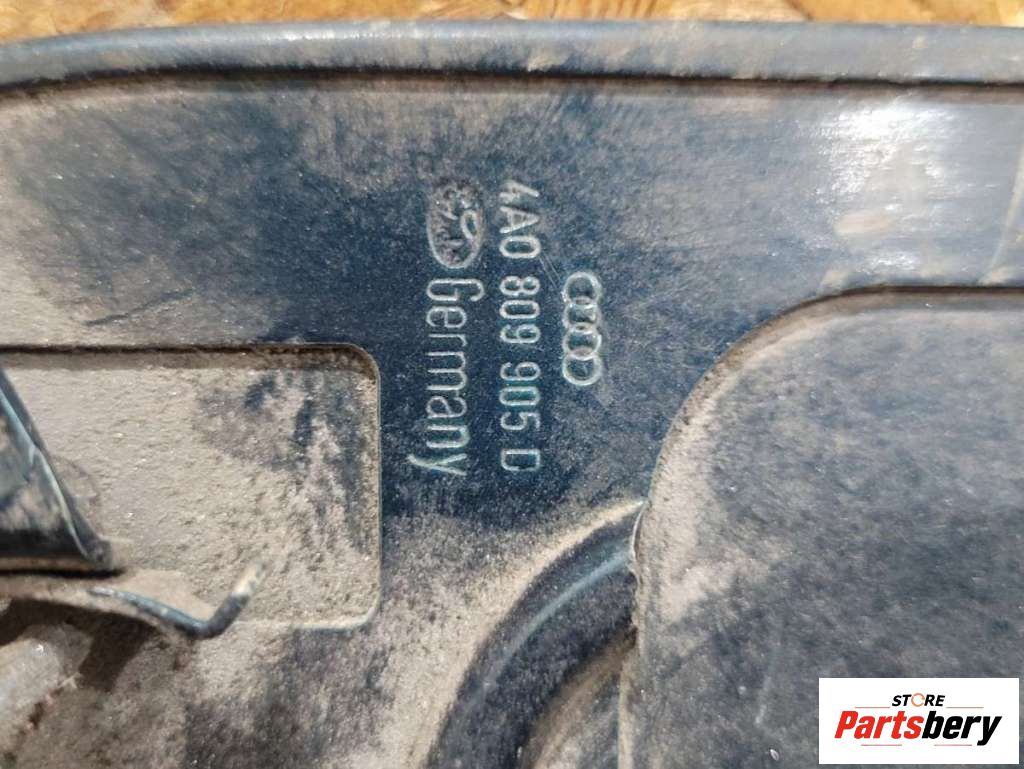 4A0 809 905 D
Germany
STORE
Partsbery